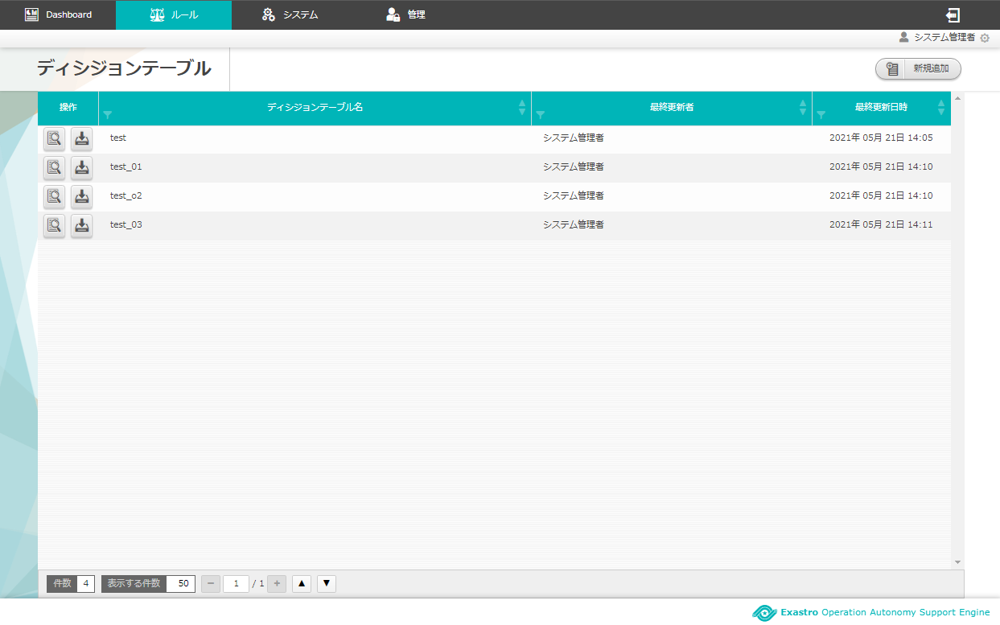 Dashboard ルール システム 管理
システム管理者
ディシジョンテーブル
新規追加
操作 ディシジョンテーブル名 最終更新者 最終更新日時
test システム管理者 2021年 05月 21日 14:05
test_01 システム管理者 2021年 05月 21日 14:10
test_o2 システム管理者 2021年 05月 21日 14:10
test_03 システム管理者 2021年 05月 21日 14:11
件数 4 表示する件数 50 − 1 / 1 + ▲ ▼
Exastro Operation Autonomy Support Engine